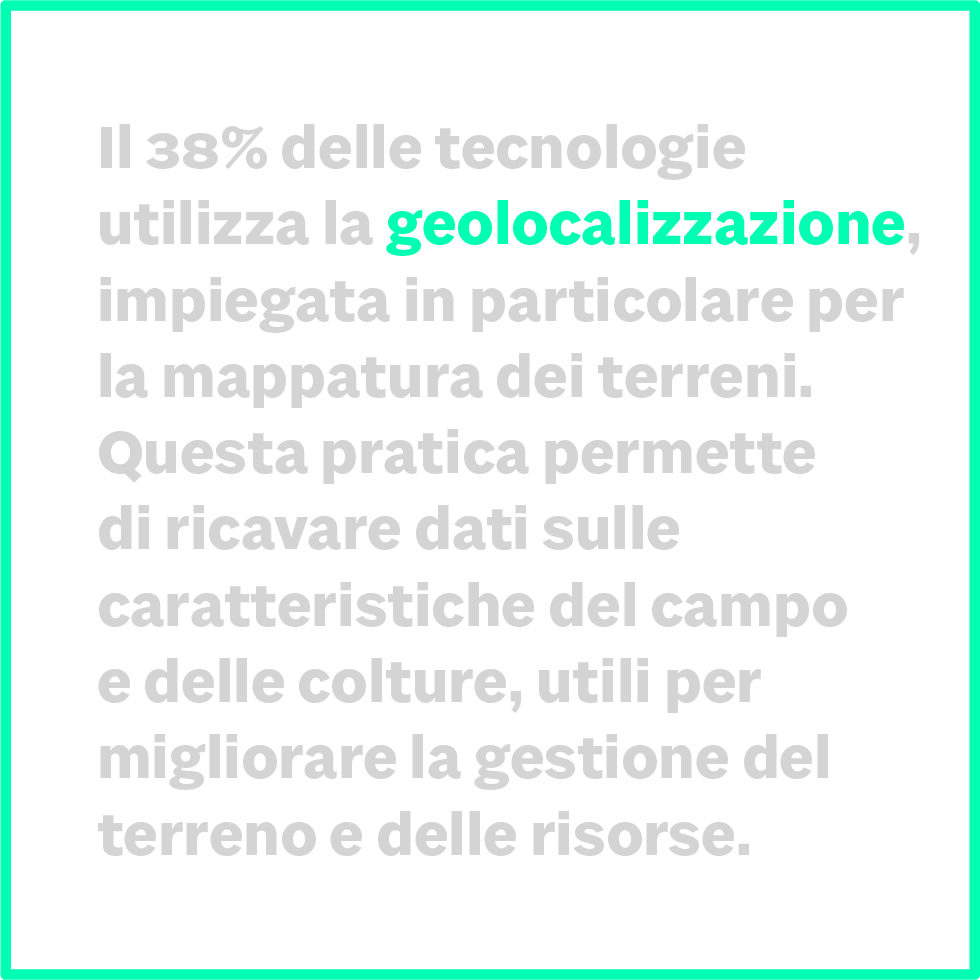 Il 38% delle tecnologie
utilizza la geolocalizzazione,
impiegata in particolare per
la mappatura dei terreni.
Questa pratica permette
di ricavare dati sulle
caratteristiche del campo
e delle colture, utili per
migliorare la gestione del
terreno e delle risorse.